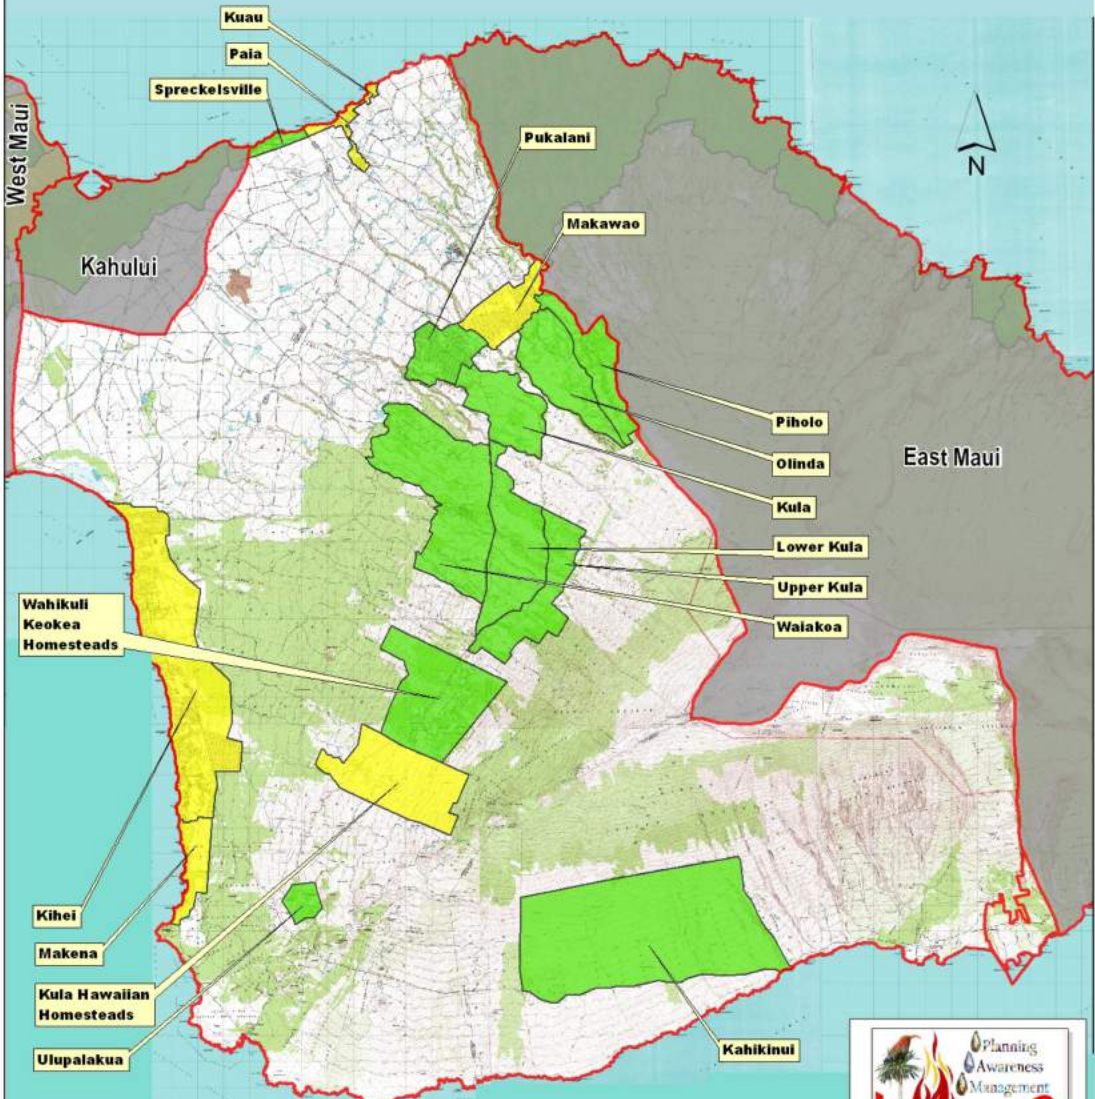 Kuau
Paia
Spreckelsville
West Maui
Pukalani
N
Makawao
Kahului
Piholo
East Maui
Olinda
Kula
Lower Kula
Upper Kula
Waiakoa
Wahikuli
Keokea
Homesteads
Kihei
Makena
Kula Hawaiian
Homesteads
Ulupalakua
Kahikinui
Planning
Awareness
Management